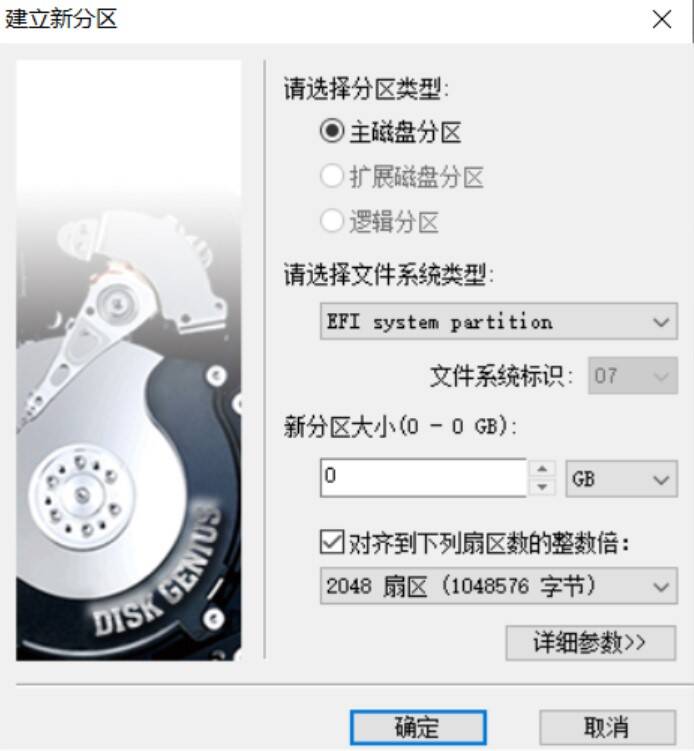 建立新分区
请选择分区类型:
主磁盘分区
扩展磁盘分区
逻辑分区
请选择文件系统类型:
EFI system partition
文件系统标识: 07
新分区大小(0 - 0 GB):
0 GB
对齐到下列扇区数的整数倍:
2048 扇区 (1048576 字节)
DISK GENIUS
详细参数>>
确定 取消